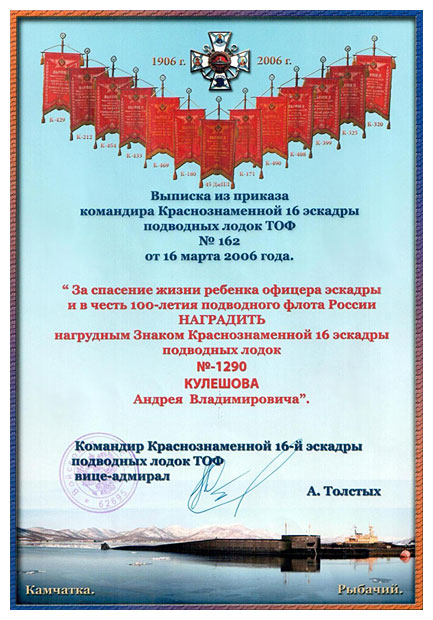 1906 г. 2006 г.
К-429
К-212
К-454
К-433
К-469
К-180
45 ДиПЛ
К-171
К-490
К-408
К-399
К-325
К-320
Выписка из приказа
командира Краснознаменной 16 эскадры
подводных лодок ТОФ
№ 162
от 16 марта 2006 года.
“ За спасение жизни ребенка офицера эскадры
и в честь 100-летия подводного флота России
НАГРАДИТЬ
нагрудным Знаком Краснознаменной 16 эскадры
подводных лодок
№-1290
КУЛЕШОВА
Андрея Владимировича”.
Командир Краснознаменной 16-й эскадры
подводных лодок ТОФ
вице-адмирал
А. Толстых
Камчатка. Рыбачий.